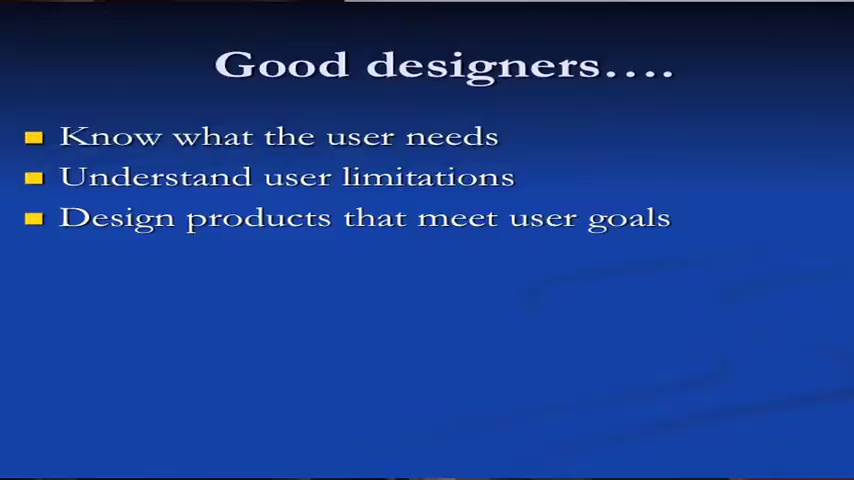 Good designers....
Know what the user needs
Understand user limitations
Design products that meet user goals